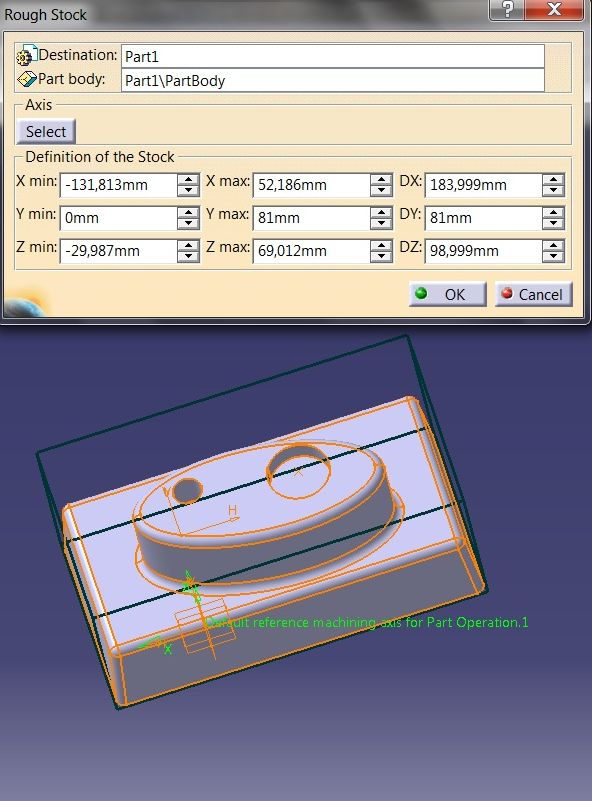 Rough Stock
?
Destination: Part1
Part body: Part1\PartBody
Axis
Select
Definition of the Stock
X min: -131,813mm X max: 52,186mm DX: 183,999mm
Y min: 0mm Y max: 81mm DY: 81mm
Z min: -29,987mm Z max: 69,012mm DZ: 98,999mm
OK Cancel
H
Default reference machining axis for Part Operation.1
X